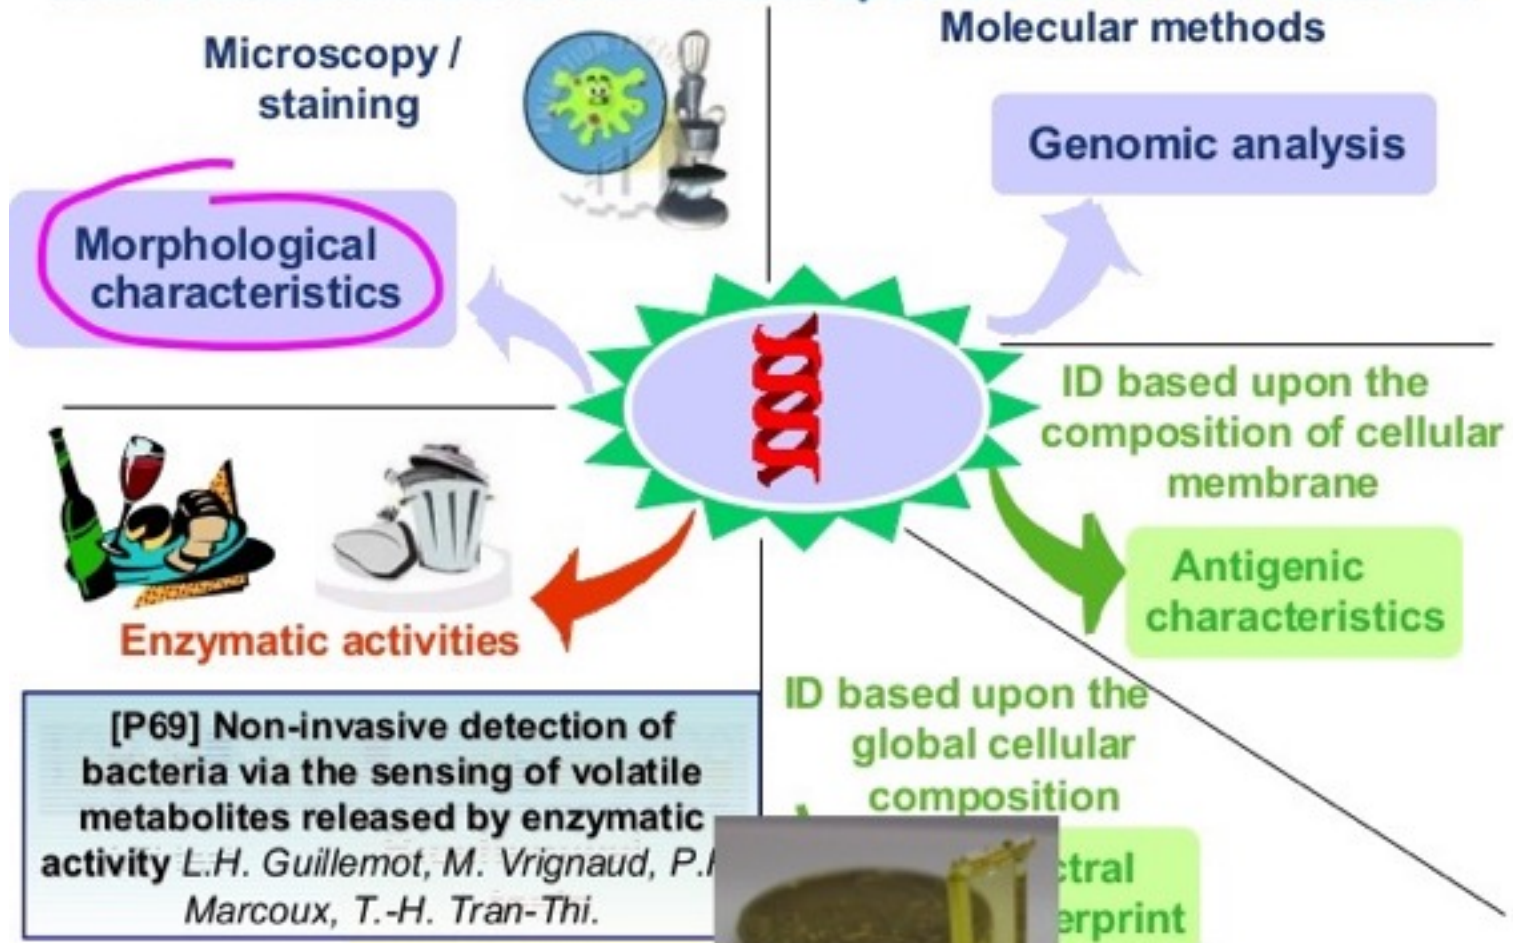 Microscopy /
staining
Molecular methods
Genomic analysis
Morphological
characteristics
ID based upon the
composition of cellular
membrane
Antigenic
characteristics
Enzymatic activities
[P69] Non-invasive detection of
bacteria via the sensing of volatile
metabolites released by enzymatic
activity L.H. Guillemot, M. Vrignaud,
Marcoux, T.-H. Tran-Thi.
ID based upon the
global cellular
composition